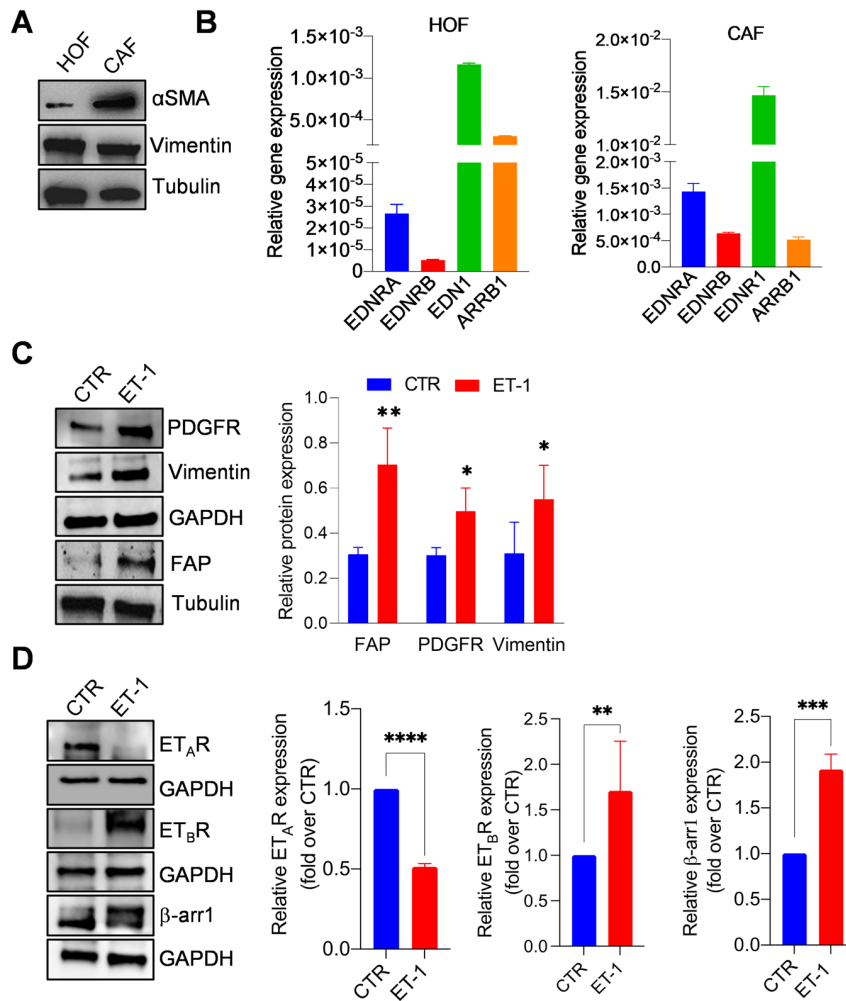 A
HOF CAF
αSMA
Vimentin
Tubulin
B
HOF
Relative gene expression
1.5×10-3
1.0×10-3
5.0×10-4
5×10-5
4×10-5
3×10-5
2×10-5
1×10-5
0
EDNRA EDNRB EDN1 ARRB1
CAF
Relative gene expression
2.0×10-2
1.5×10-2
1.0×10-2
2.0×10-3
1.5×10-3
1.0×10-3
5.0×10-4
0.0
EDNRA EDNRB EDNR1 ARRB1
C
CTR ET-1
PDGFR
Vimentin
GAPDH
FAP
Tubulin
CTR ET-1
Relative protein expression
1.0
0.8
0.6
0.4
0.2
0.0
** * *
FAP PDGFR Vimentin
D
CTR ET-1
ETAR
GAPDH
ETBR
GAPDH
β-arr1
GAPDH
Relative ETAR expression
(fold over CTR)
1.5
1.0
0.5
0.0
****
CTR ET-1
Relative ETBR expression
(fold over CTR)
2.5
2.0
1.5
1.0
0.5
0.0
**
CTR ET-1
Relative β-arr1 expression
(fold over CTR)
2.5
2.0
1.5
1.0
0.5
0.0
***
CTR ET-1